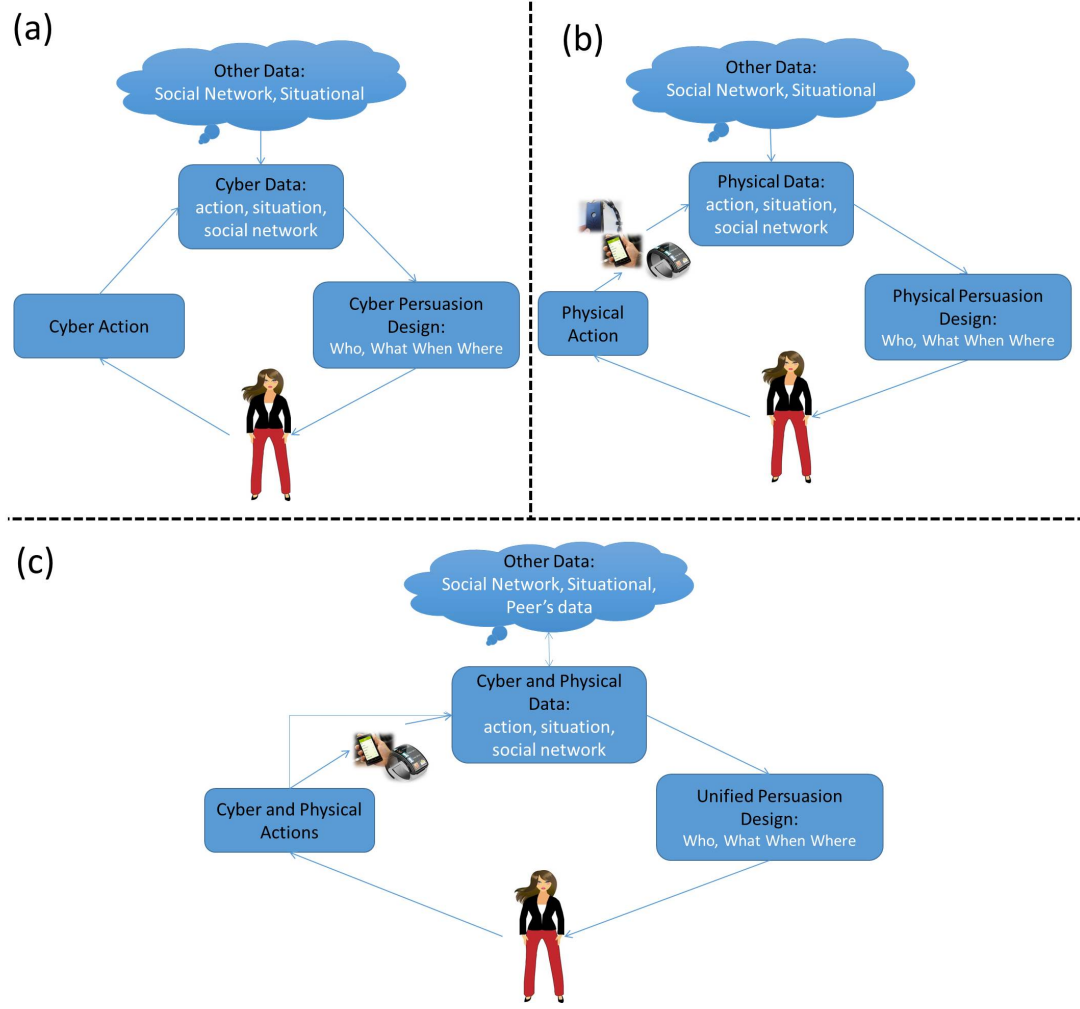 (a)
Other Data:
Social Network, Situational
Cyber Data:
action, situation,
social network
Cyber Action
Cyber Persuasion
Design:
Who, What When Where
(b)
Other Data:
Social Network, Situational
Physical Data:
action, situation,
social network
Physical
Action
Physical Persuasion
Design:
Who, What When Where
(c)
Other Data:
Social Network, Situational,
Peer's data
Cyber and Physical
Data:
action, situation,
social network
Cyber and Physical
Actions
Unified Persuasion
Design:
Who, What When Where